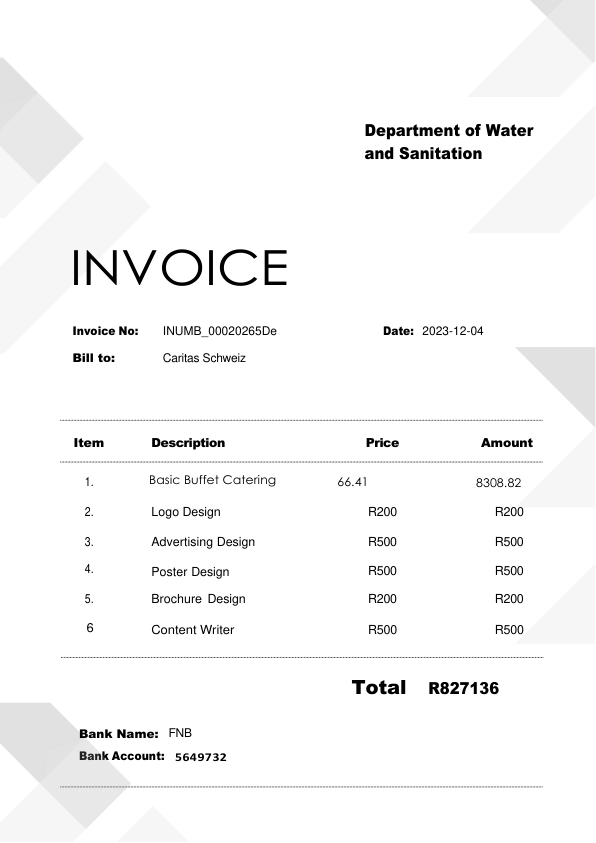 Department of Water
and Sanitation
INVOICE
Invoice No: INUMB_00020265De Date: 2023-12-04
Bill to: Caritas Schweiz
Item Description Price Amount
1. Basic Buffet Catering 66.41 8308.82
2. Logo Design R200 R200
3. Advertising Design R500 R500
4. Poster Design R500 R500
5. Brochure Design R200 R200
6 Content Writer R500 R500
Total R827136
Bank Name: FNB
Bank Account: 5649732